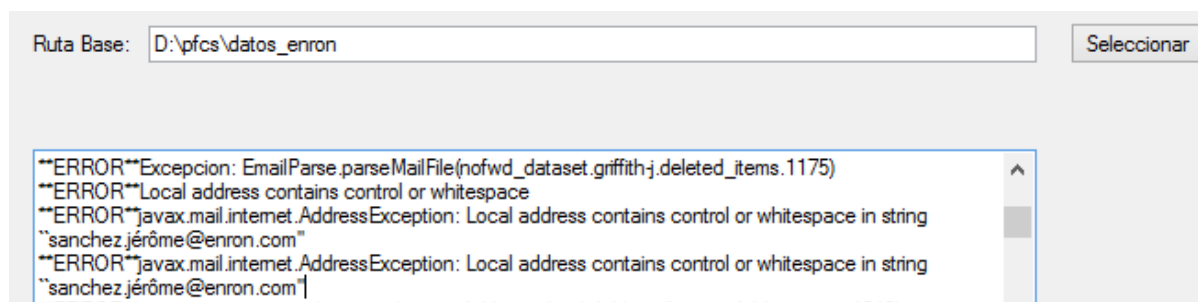 Ruta Base: D:\pfcs\datos_enron Seleccionar
**ERROR**Excepcion: EmailParse.parseMailFile(nofwd_dataset.griffith-j.deleted_items.1175)
**ERROR**Local address contains control or whitespace
**ERROR**javax.mail.internet.AddressException: Local address contains control or whitespace in string
``sanchez.jérôme@enron.com''
**ERROR**javax.mail.internet.AddressException: Local address contains control or whitespace in string
``sanchez.jérôme@enron.com''